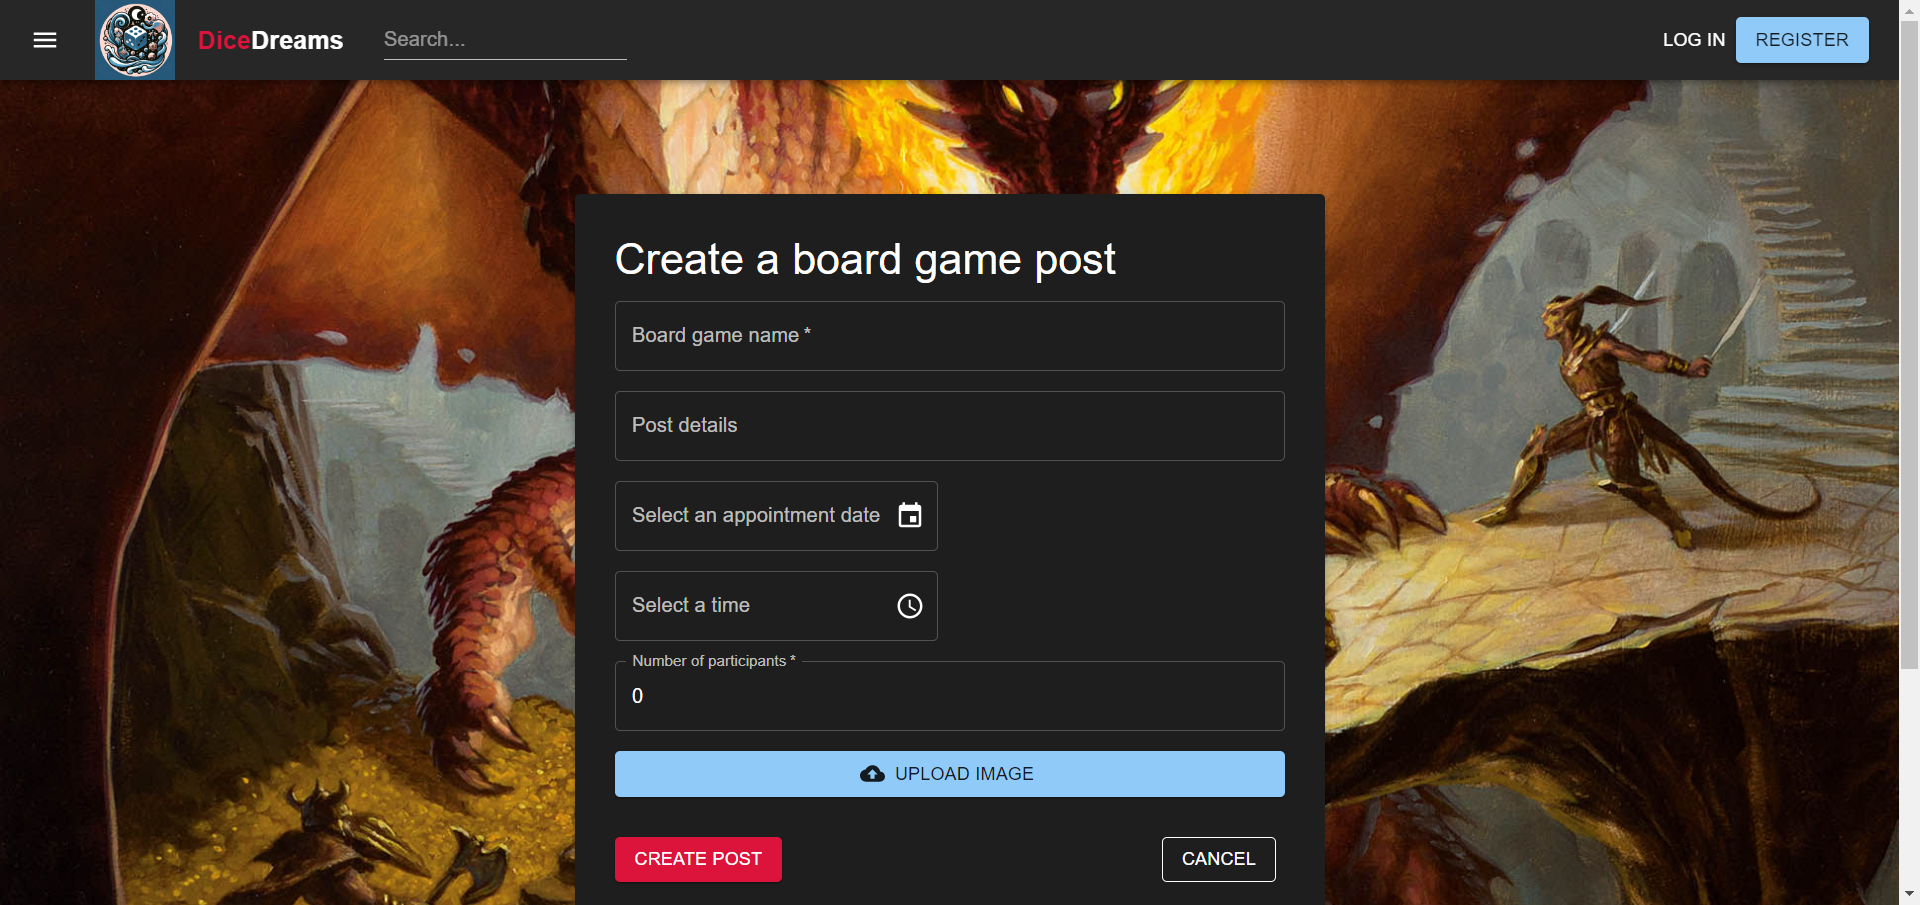 DiceDreams
Search...
LOG IN
REGISTER
Create a board game post
Board game name *
Post details
Select an appointment date
Select a time
Number of participants *
0
UPLOAD IMAGE
CREATE POST
CANCEL